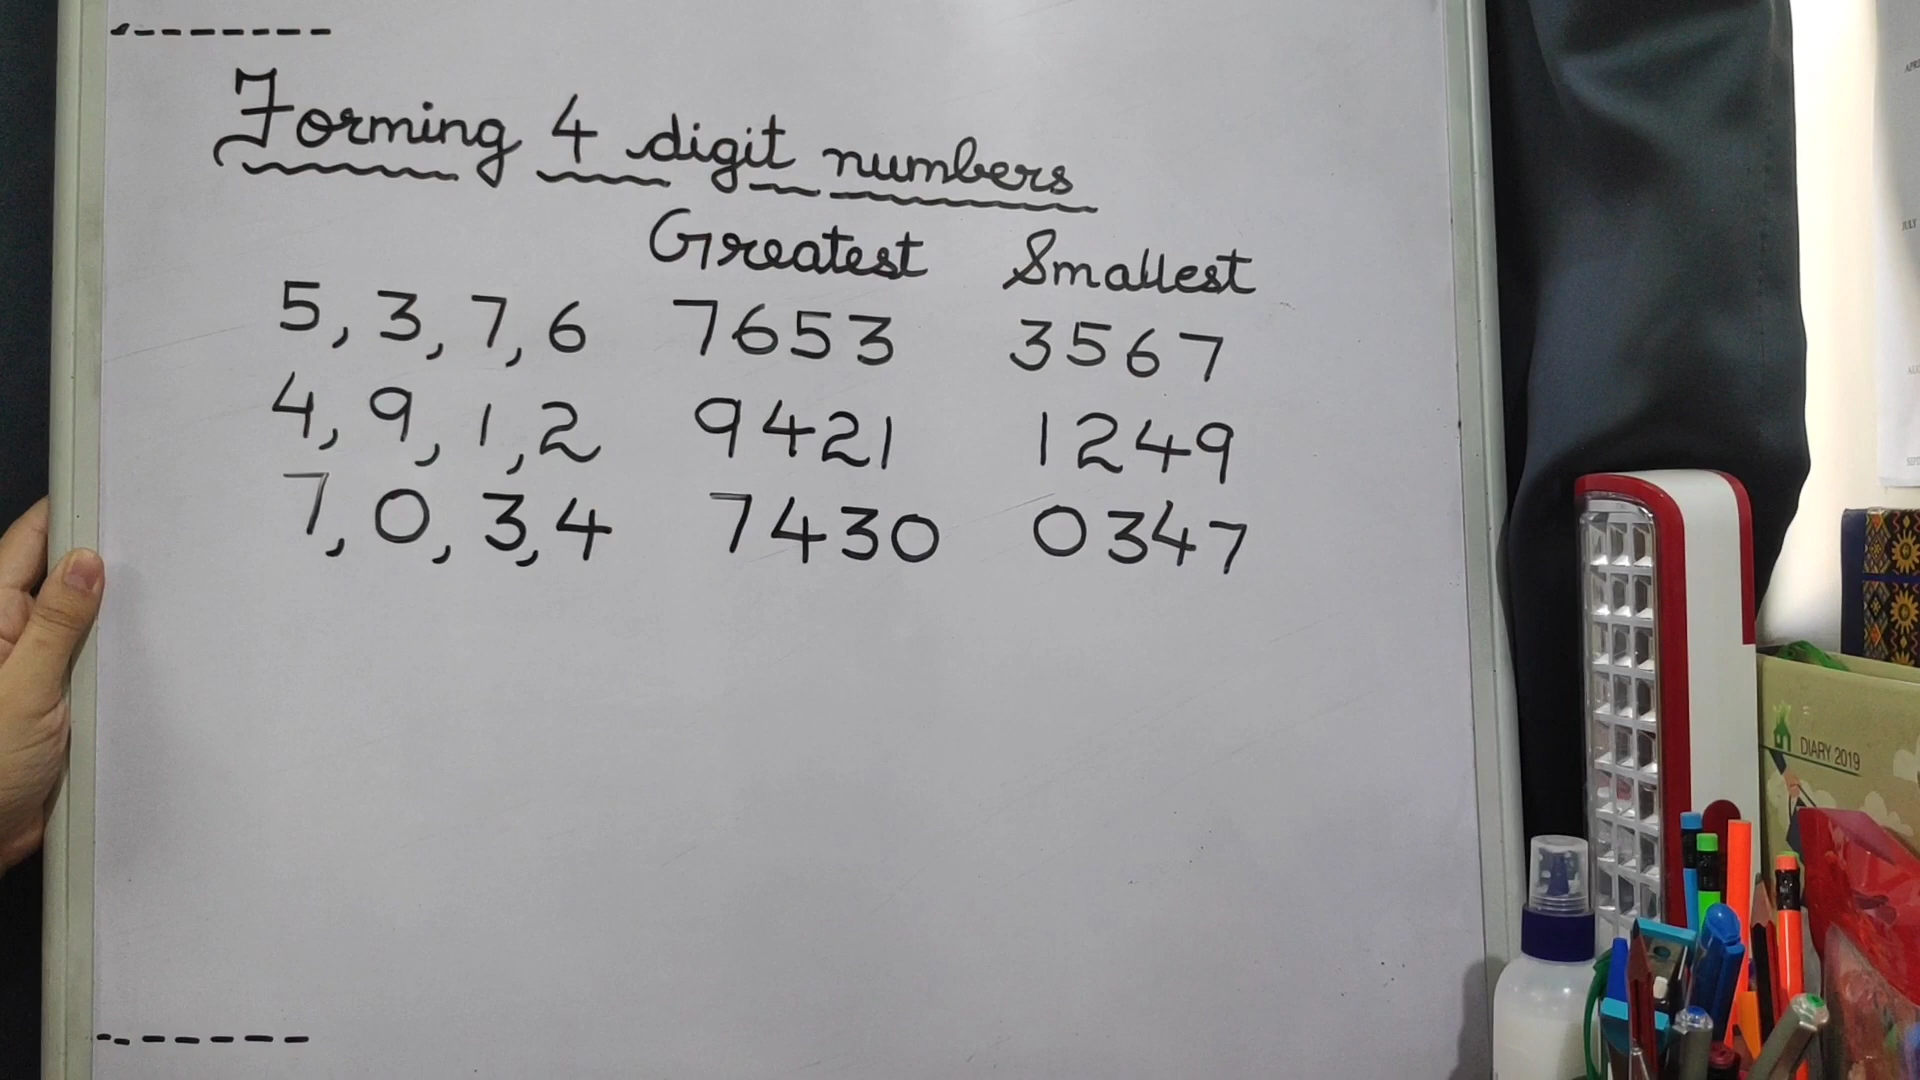 Forming 4 digit numbers
Greatest Smallest
5, 3, 7, 6 7653 3567
4, 9, 1, 2 9421 1249
7, 0, 3, 4 7430 0347
DIARY 2019
JULY